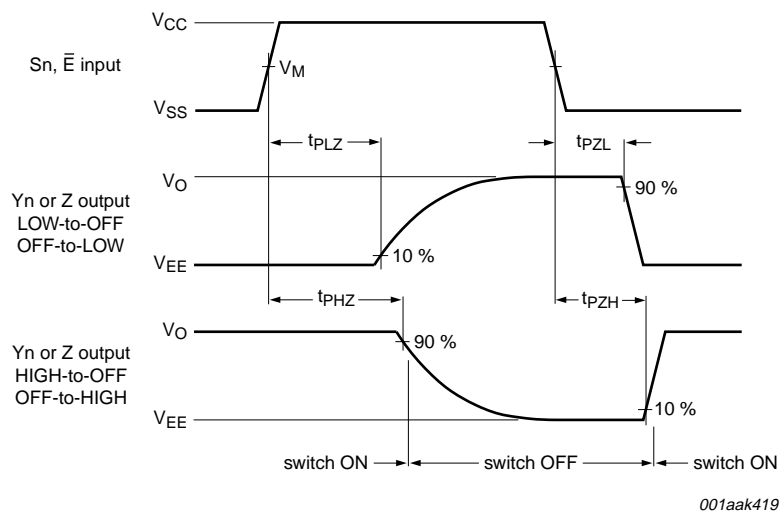 VCC
Sn, E̅ input
VM
VSS
tPLZ
tPZL
VO
Yn or Z output
LOW-to-OFF
OFF-to-LOW
90 %
10 %
VEE
tPHZ
tPZH
VO
Yn or Z output
HIGH-to-OFF
OFF-to-HIGH
90 %
10 %
VEE
switch ON
switch OFF
switch ON
001aak419